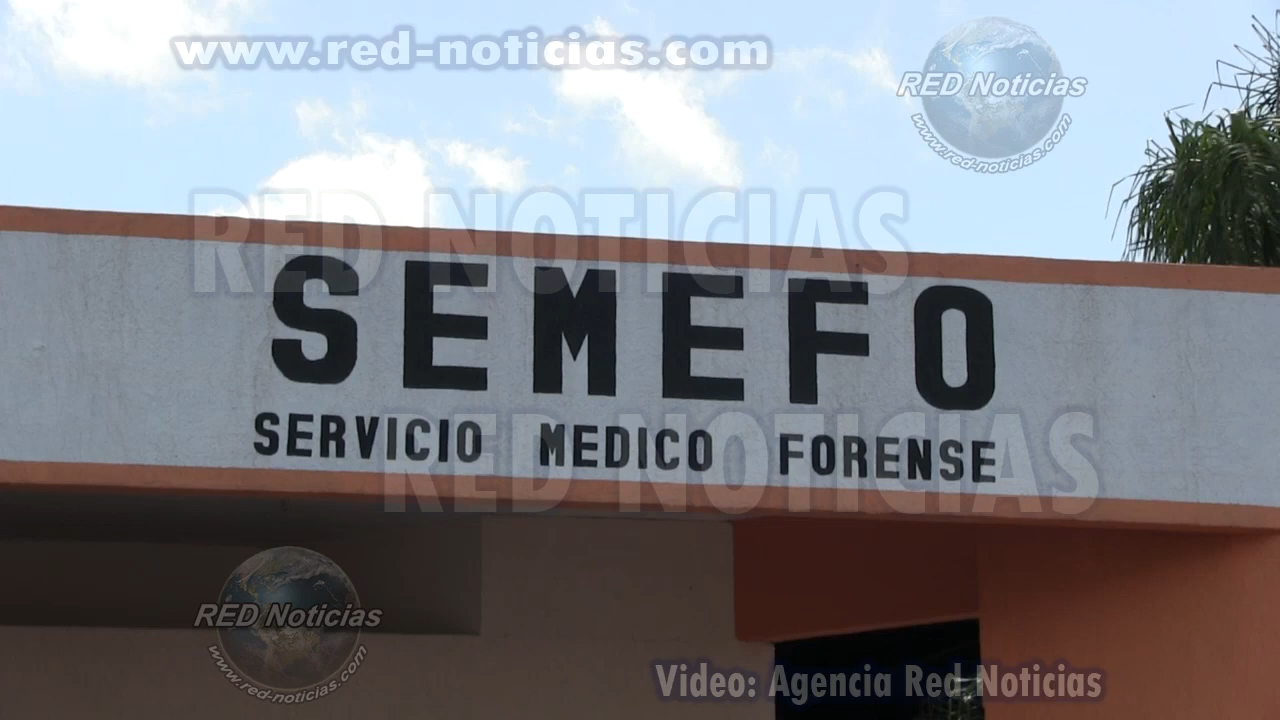 www.red-noticias.com
RED Noticias
www.red-noticias.com
RED NOTICIAS
SEMEFO
SERVICIO MEDICO FORENSE
RED NOTICIAS
RED Noticias
www.red-noticias.com
Video: Agencia Red Noticias